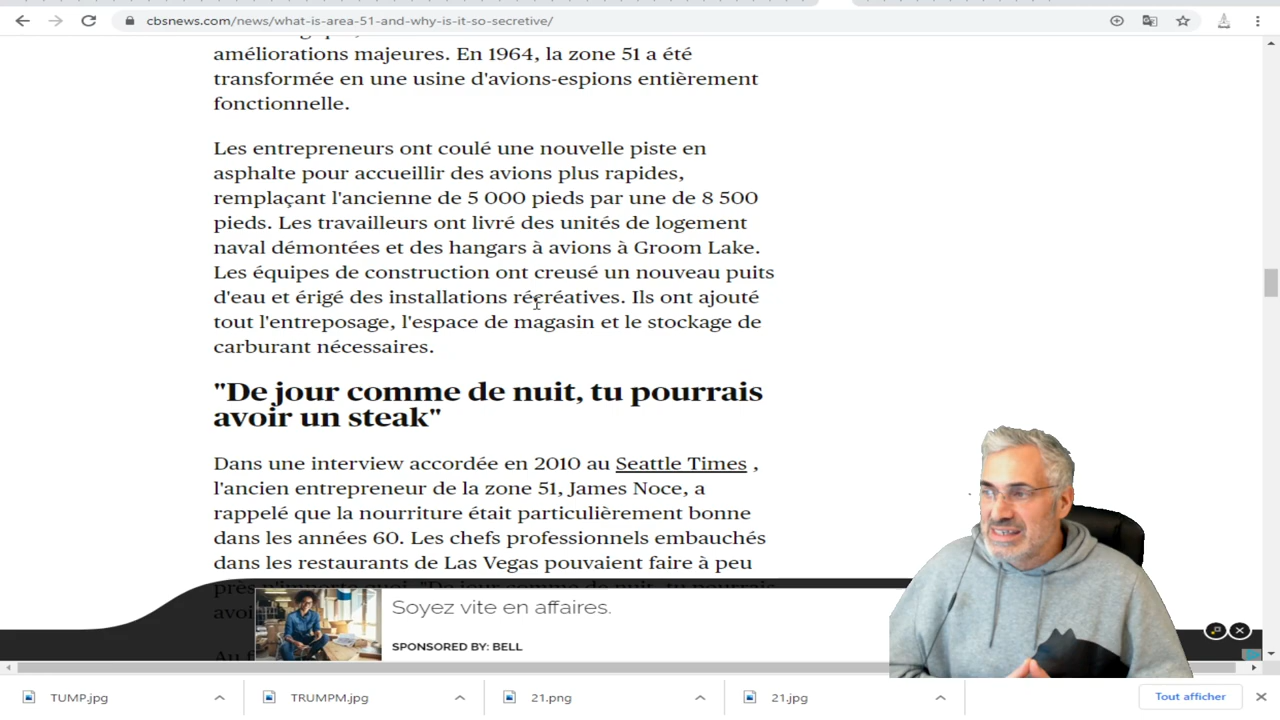 cbsnews.com/news/what-is-area-51-and-why-is-it-so-secretive/
améliorations majeures. En 1964, la zone 51 a été
transformée en une usine d'avions-espions entièrement
fonctionnelle.
Les entrepreneurs ont coulé une nouvelle piste en
asphalte pour accueillir des avions plus rapides,
remplaçant l'ancienne de 5 000 pieds par une de 8 500
pieds. Les travailleurs ont livré des unités de logement
naval démontées et des hangars à avions à Groom Lake.
Les équipes de construction ont creusé un nouveau puits
d'eau et érigé des installations récréatives. Ils ont ajouté
tout l'entreposage, l'espace de magasin et le stockage de
carburant nécessaires.
"De jour comme de nuit, tu pourrais
avoir un steak"
Dans une interview accordée en 2010 au Seattle Times ,
l'ancien entrepreneur de la zone 51, James Noce, a
rappelé que la nourriture était particulièrement bonne
dans les années 60. Les chefs professionnels embauchés
dans les restaurants de Las Vegas pouvaient faire à peu
près n'importe quoi. "De jour comme de nuit, tu pourrais
avoi
Soyez vite en affaires.
SPONSORED BY: BELL
TUMP.jpg
TRUMPM.jpg
21.png
21.jpg
Tout afficher